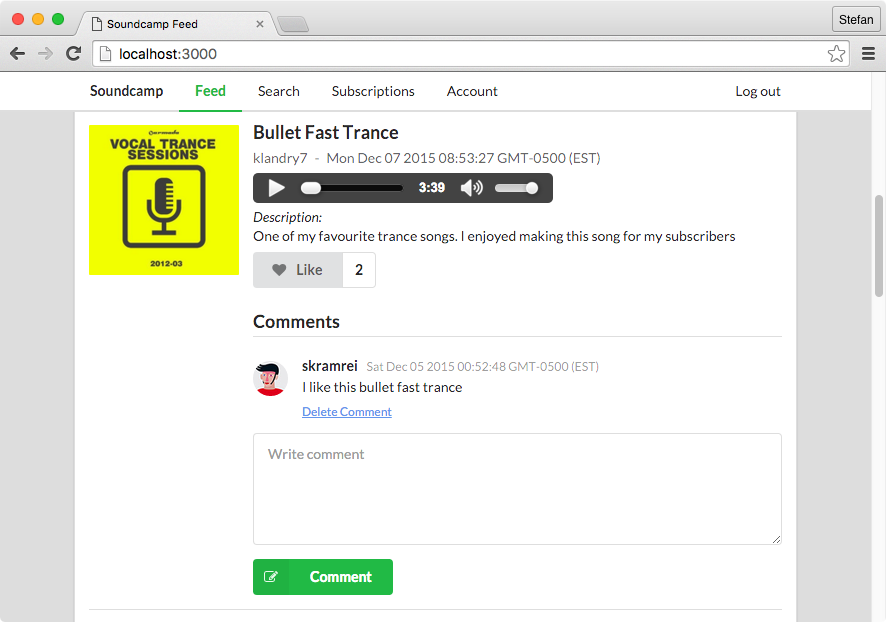 Soundcamp Feed
Stefan
localhost:3000
Soundcamp Feed Search Subscriptions Account Log out
VOCAL TRANCE
SESSIONS
2012-03
Bullet Fast Trance
klandry7 - Mon Dec 07 2015 08:53:27 GMT-0500 (EST)
3:39
Description:
One of my favourite trance songs. I enjoyed making this song for my subscribers
Like 2
Comments
skramrei Sat Dec 05 2015 00:52:48 GMT-0500 (EST)
I like this bullet fast trance
Delete Comment
Write comment
Comment